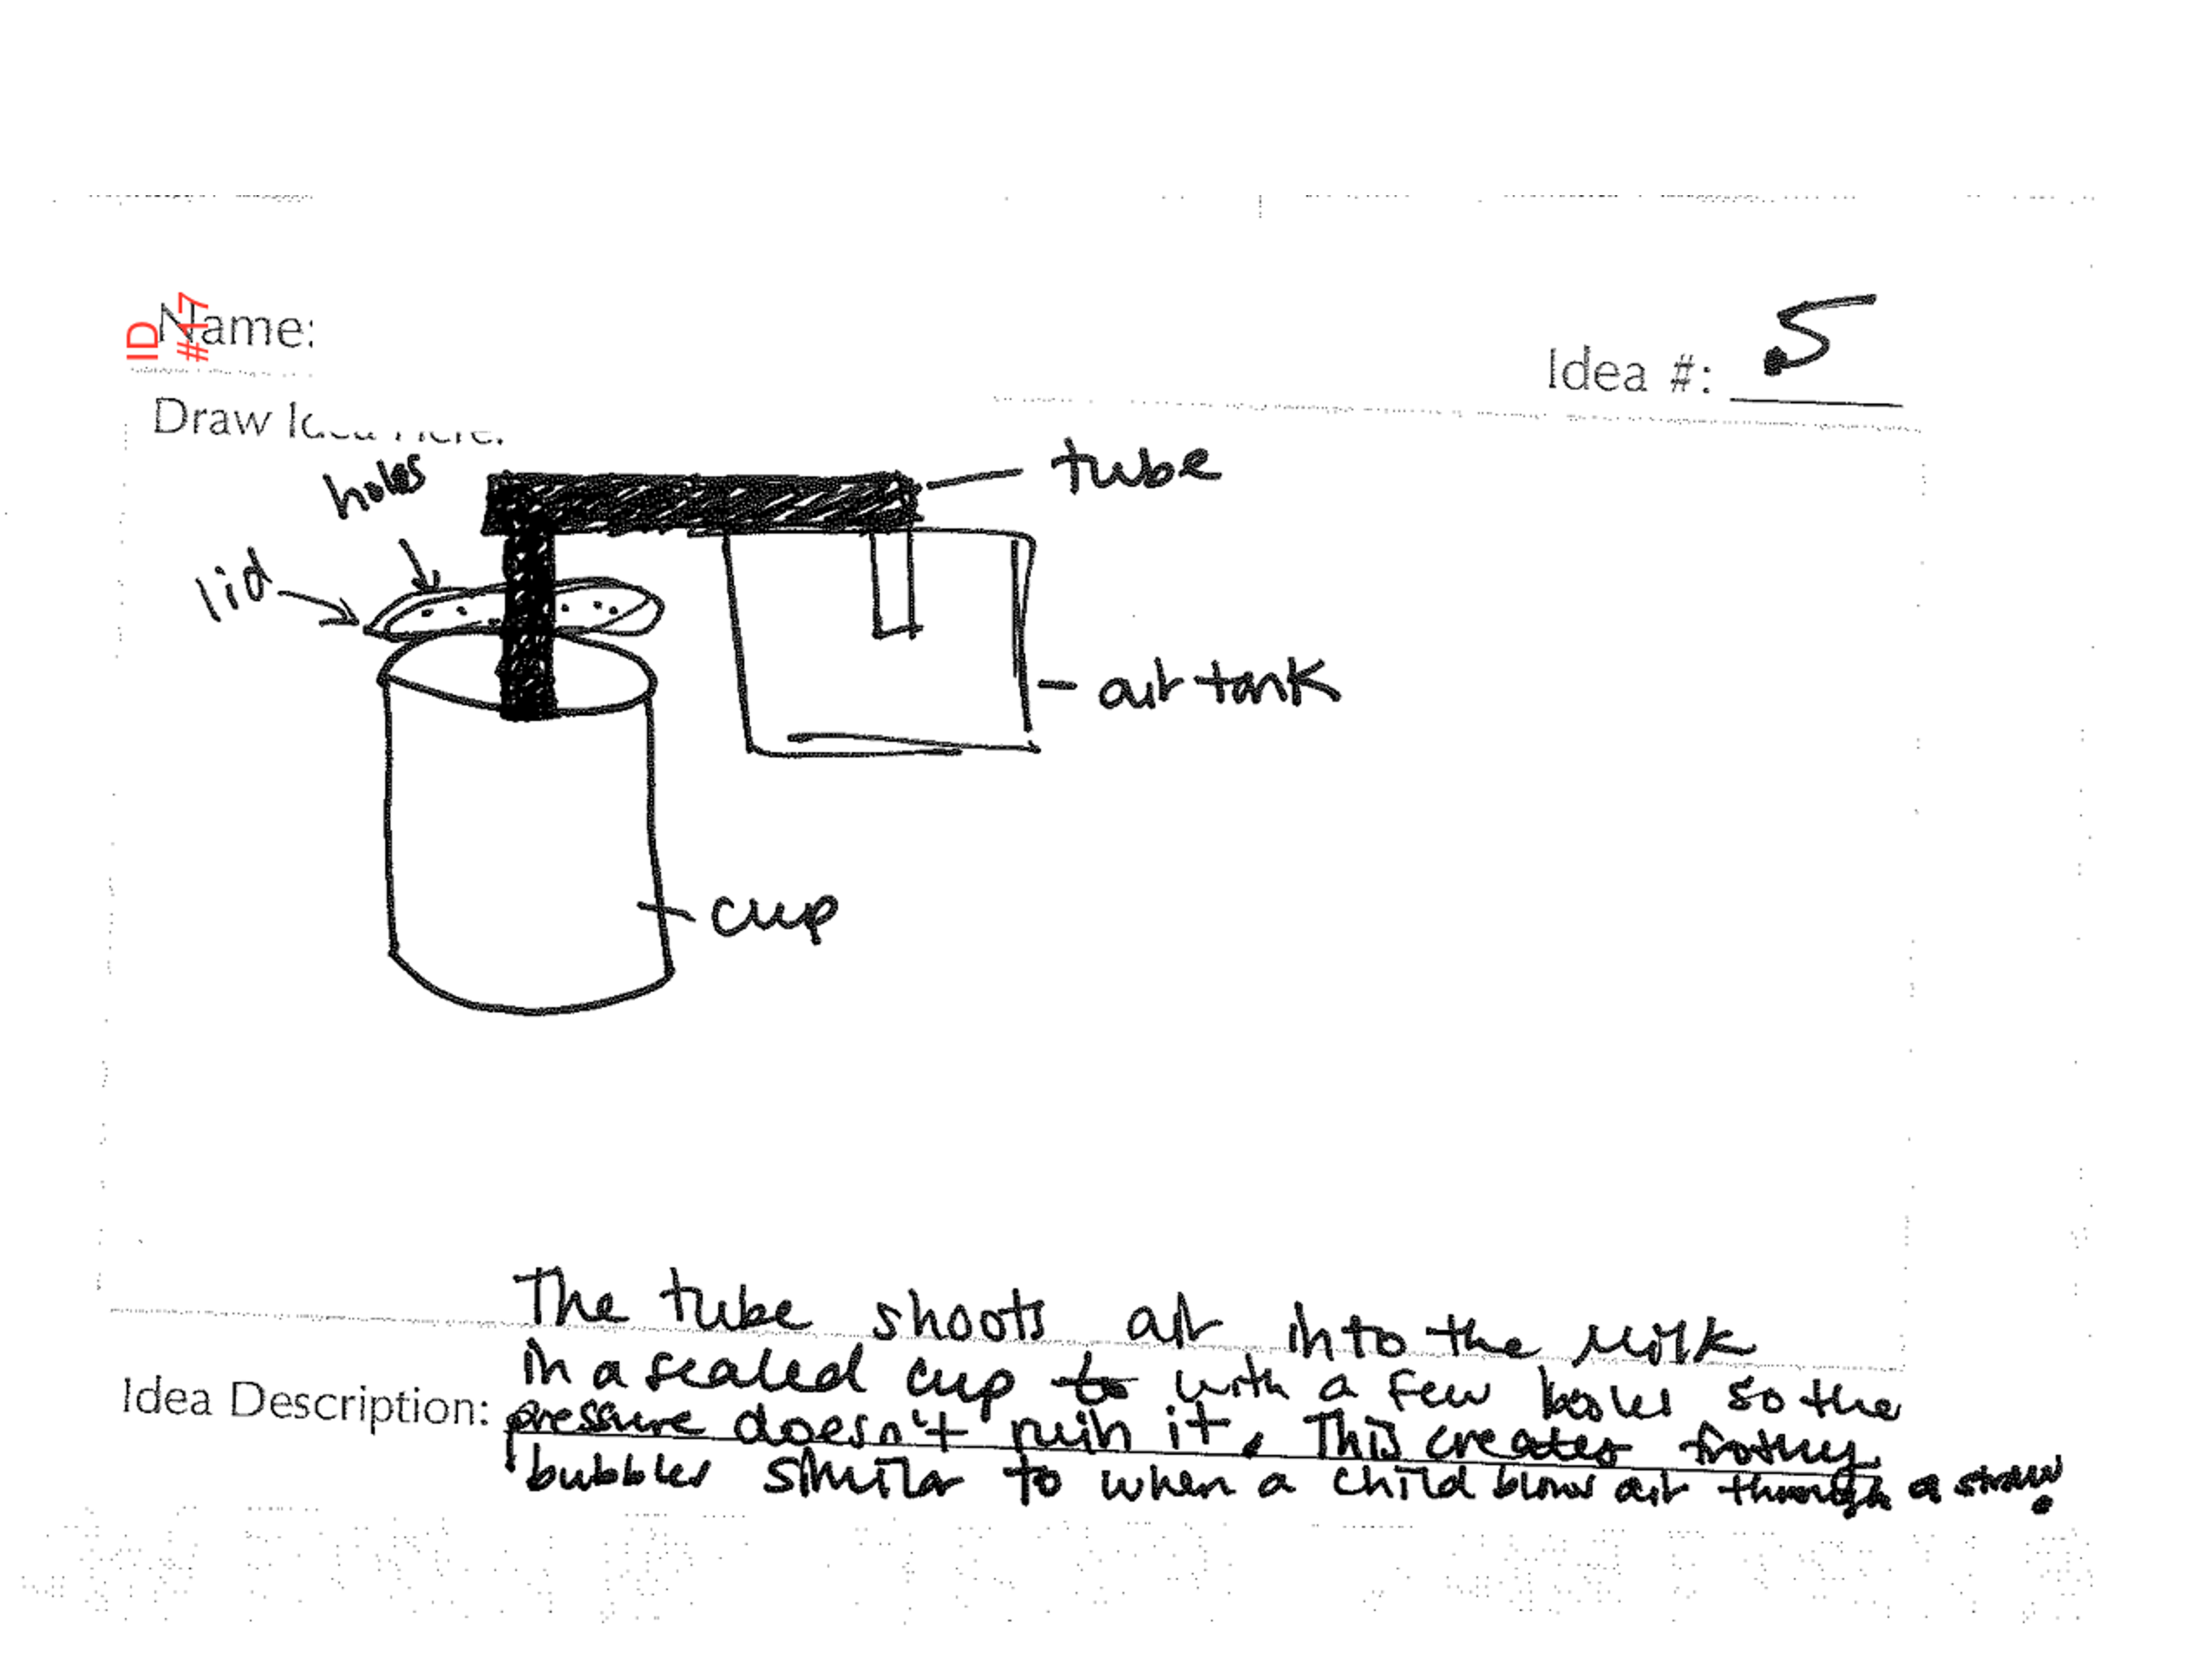 ID
#17
Name:
Idea #: 5
Draw Idea Here:
holes
tube
lid
air tank
cup
The tube shoots air into the milk
in a sealed cup to with a few holes so the
Idea Description: pressure doesn't ruin it. This creates frothy
bubbles similar to when a child blows air through a straw.